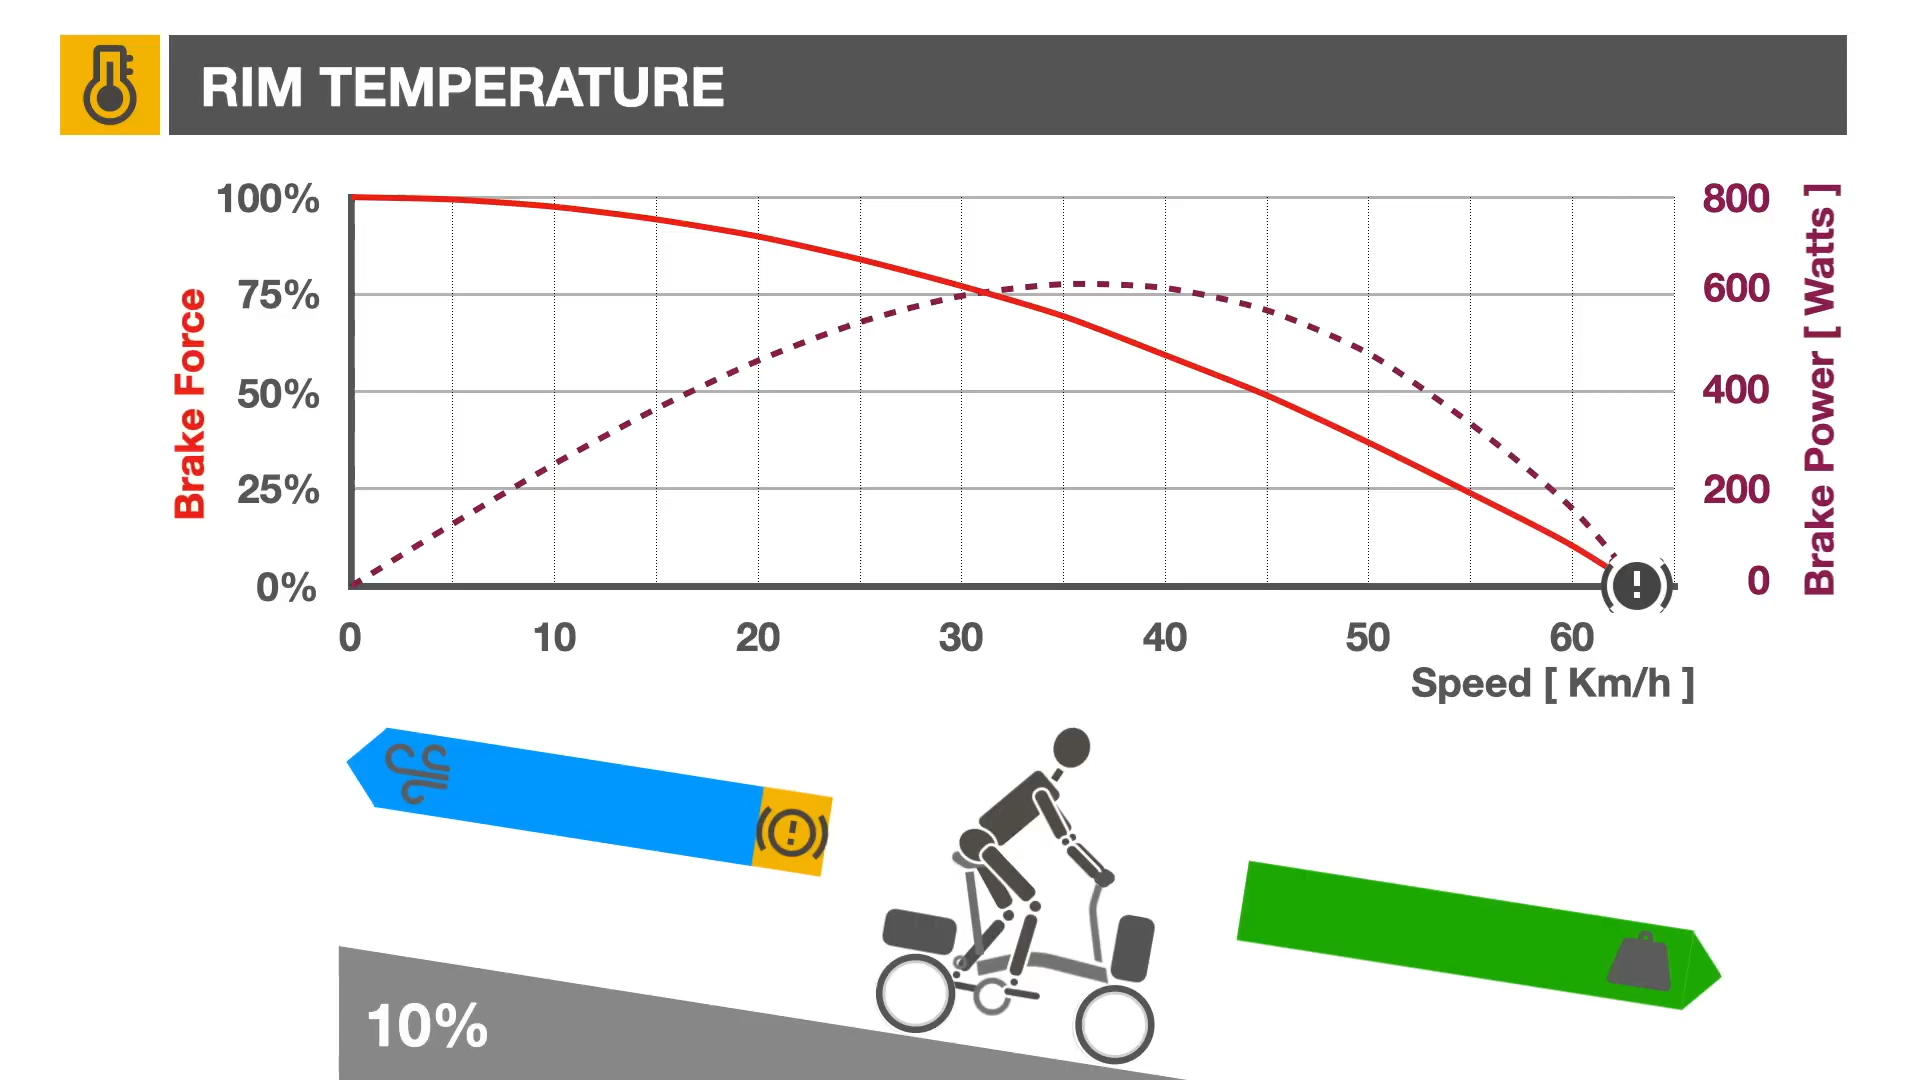 RIM TEMPERATURE
100%
75%
50%
25%
0%
Brake Force
800
600
400
200
0
Brake Power [ Watts ]
0 10 20 30 40 50 60
Speed [ Km/h ]
10%